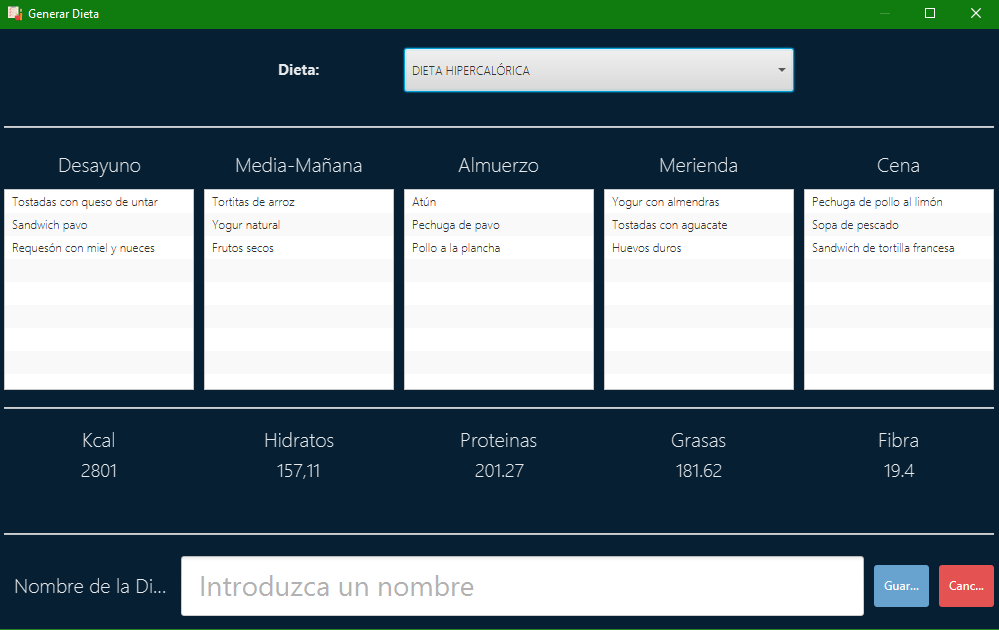 Generar Dieta
Dieta:
DIETA HIPERCALÓRICA
Desayuno
Media-Mañana
Almuerzo
Merienda
Cena
Tostadas con queso de untar
Sandwich pavo
Requesón con miel y nueces
Tortitas de arroz
Yogur natural
Frutos secos
Atún
Pechuga de pavo
Pollo a la plancha
Yogur con almendras
Tostadas con aguacate
Huevos duros
Pechuga de pollo al limón
Sopa de pescado
Sandwich de tortilla francesa
Kcal
2801
Hidratos
157,11
Proteinas
201.27
Grasas
181.62
Fibra
19.4
Nombre de la Di...
Introduzca un nombre
Guar...
Canc...